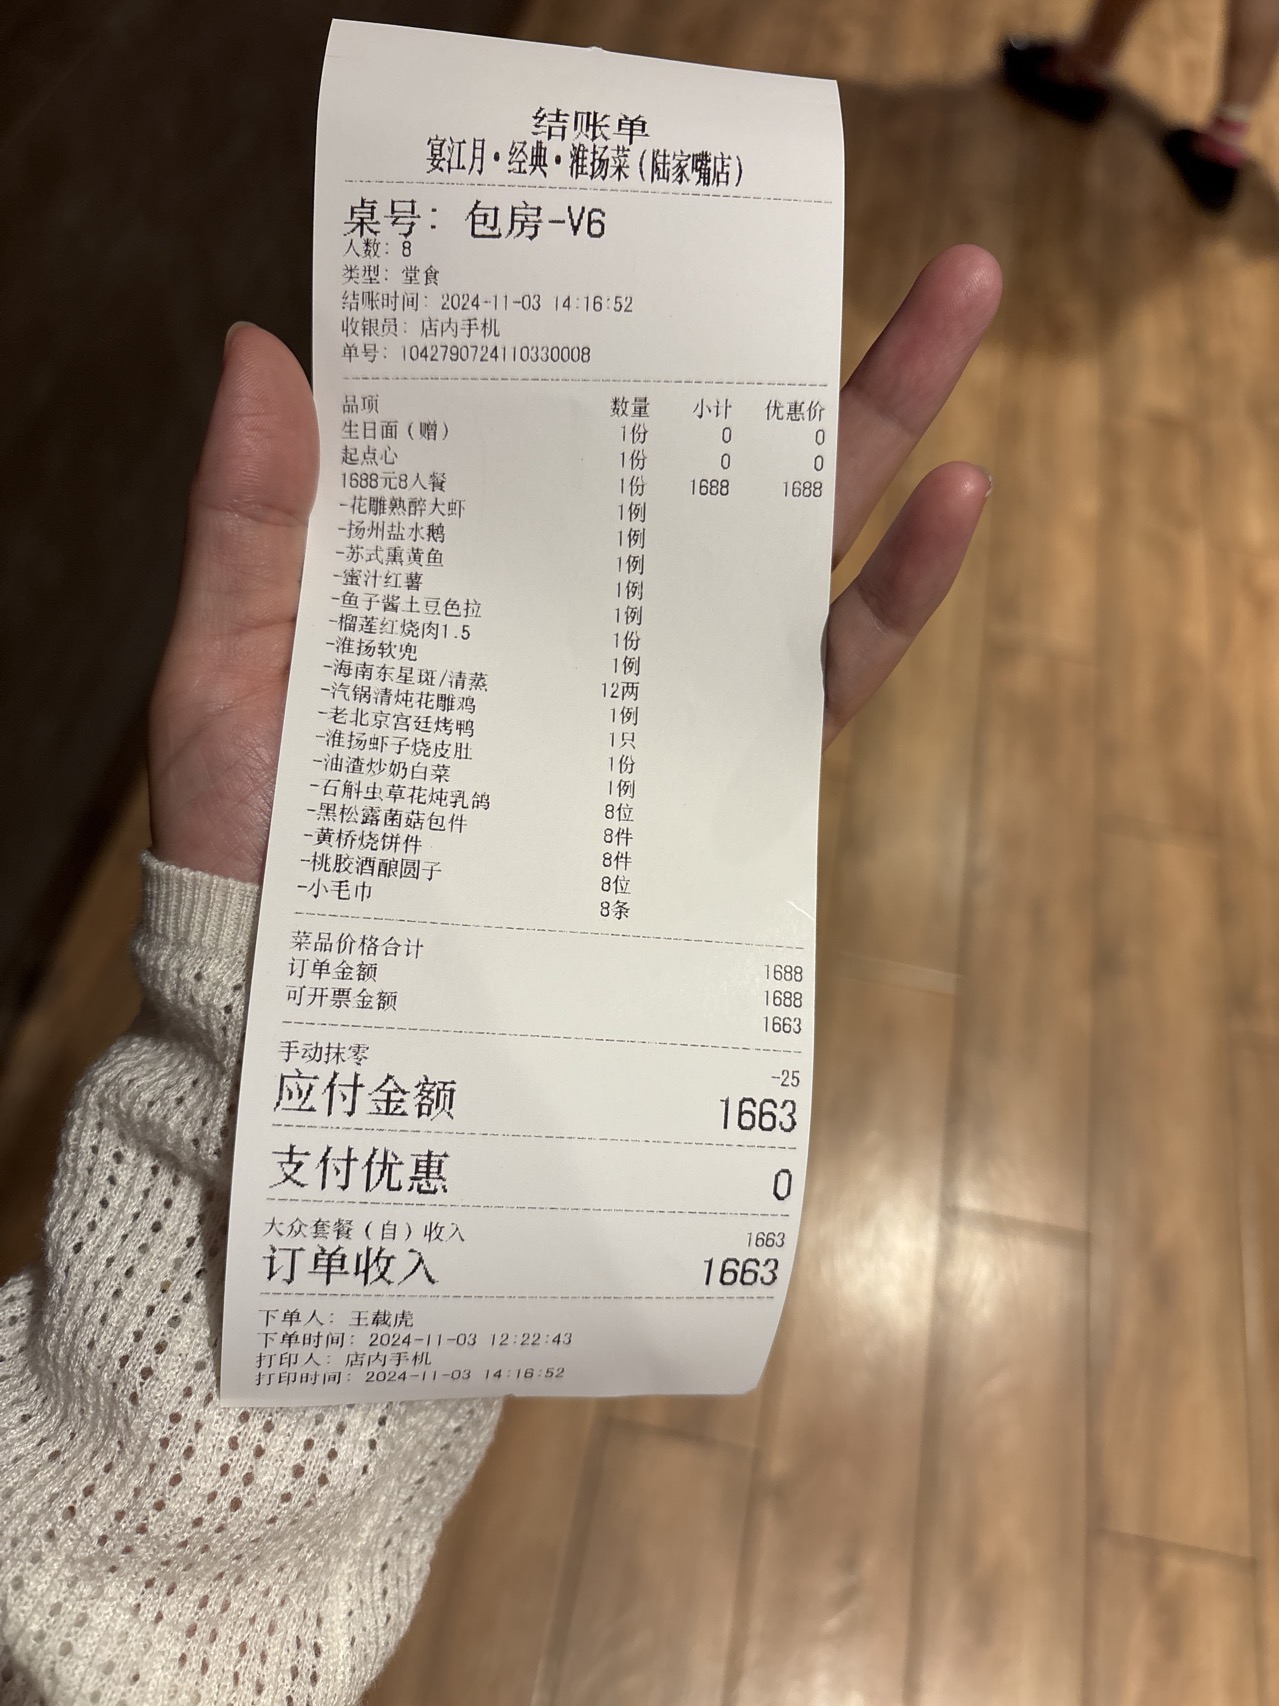 结账单
宴江月·经典·淮扬菜(陆家嘴店)
桌号: 包房-V6
人数: 8
类型: 堂食
结账时间: 2024-11-03 14:16:52
收银员: 店内手机
单号: 1042790724110330008
品项 数量 小计 优惠价
生日面(赠) 1份 0 0
起点心 1份 0 0
1688元8人餐 1份 1688 1688
-花雕熟醉大虾 1例
-扬州盐水鹅 1例
-苏式熏黄鱼 1例
-蜜汁红薯 1例
-鱼子酱土豆色拉 1例
-榴莲红烧肉1.5 1份
-淮扬软兜 1例
-海南东星斑/清蒸 12两
-汽锅清炖花雕鸡 1例
-老北京宫廷烤鸭 1只
-淮扬虾子烧皮肚 1份
-油渣炒奶白菜 1例
-石斛虫草花炖乳鸽 8位
-黑松露菌菇包件 8件
-黄桥烧饼件 8件
-桃胶酒酿圆子 8位
-小毛巾 8条
菜品价格合计 1688
订单金额 1688
可开票金额 1663
手动抹零 -25
应付金额 1663
支付优惠 0
大众套餐(自)收入 1663
订单收入 1663
下单人: 王载虎
下单时间: 2024-11-03 12:22:43
打印人: 店内手机
打印时间: 2024-11-03 14:16:52